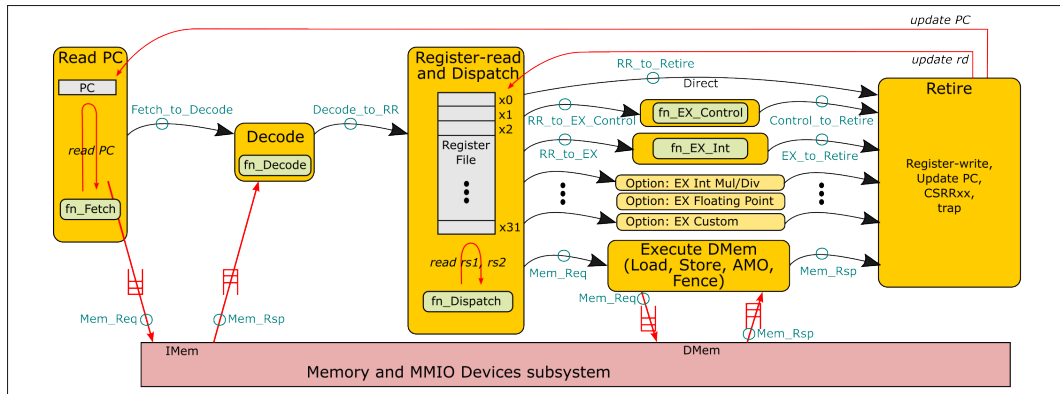 update PC
update rd
Read PC
PC
read PC
fn_Fetch
Fetch_to_Decode
Decode
fn_Decode
Decode_to_RR
Register-read
and Dispatch
x0
x1
x2
Register
File
x31
read rs1, rs2
fn_Dispatch
RR_to_Retire
Direct
RR_to_EX_Control
fn_EX_Control
Control_to_Retire
RR_to_EX
fn_EX_Int
EX_to_Retire
Option: EX Int Mul/Div
Option: EX Floating Point
Option: EX Custom
Mem_Req
Execute DMem
(Load, Store, AMO,
Fence)
Mem_Rsp
Retire
Register-write,
Update PC,
CSRRxx,
trap
Mem_Req
Mem_Rsp
Mem_Req
Mem_Rsp
IMem
DMem
Memory and MMIO Devices subsystem